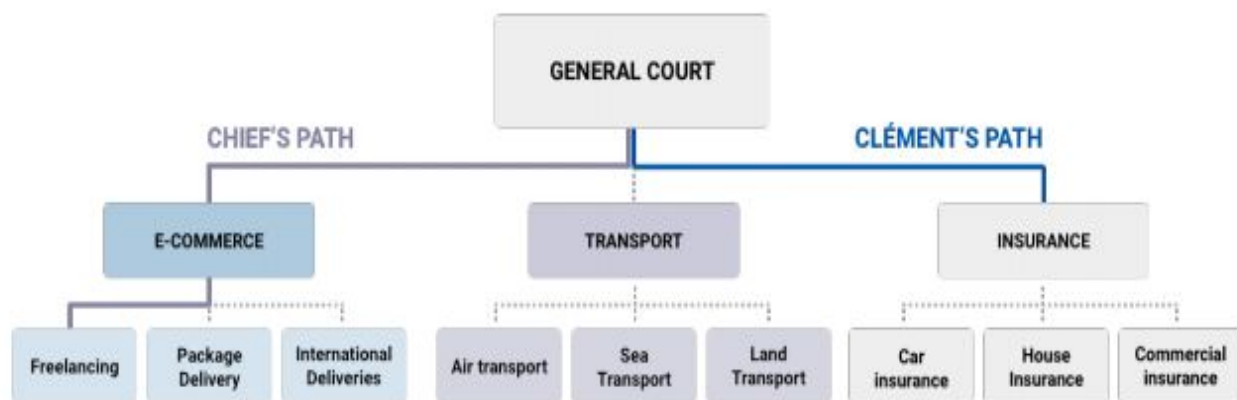 GENERAL COURT
CHIEF'S PATH
CLÉMENT'S PATH
E-COMMERCE
TRANSPORT
INSURANCE
Freelancing
Package
Delivery
International
Deliveries
Air transport
Sea
Transport
Land
Transport
Car
insurance
House
Insurance
Commercial
insurance